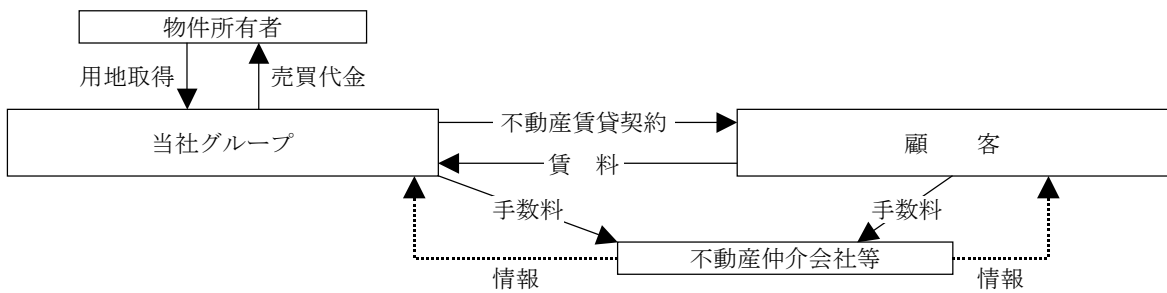 物件所有者
用地取得
売買代金
当社グループ
不動産賃貸契約
賃 料
顧 客
手数料
手数料
不動産仲介会社等
情報
情報